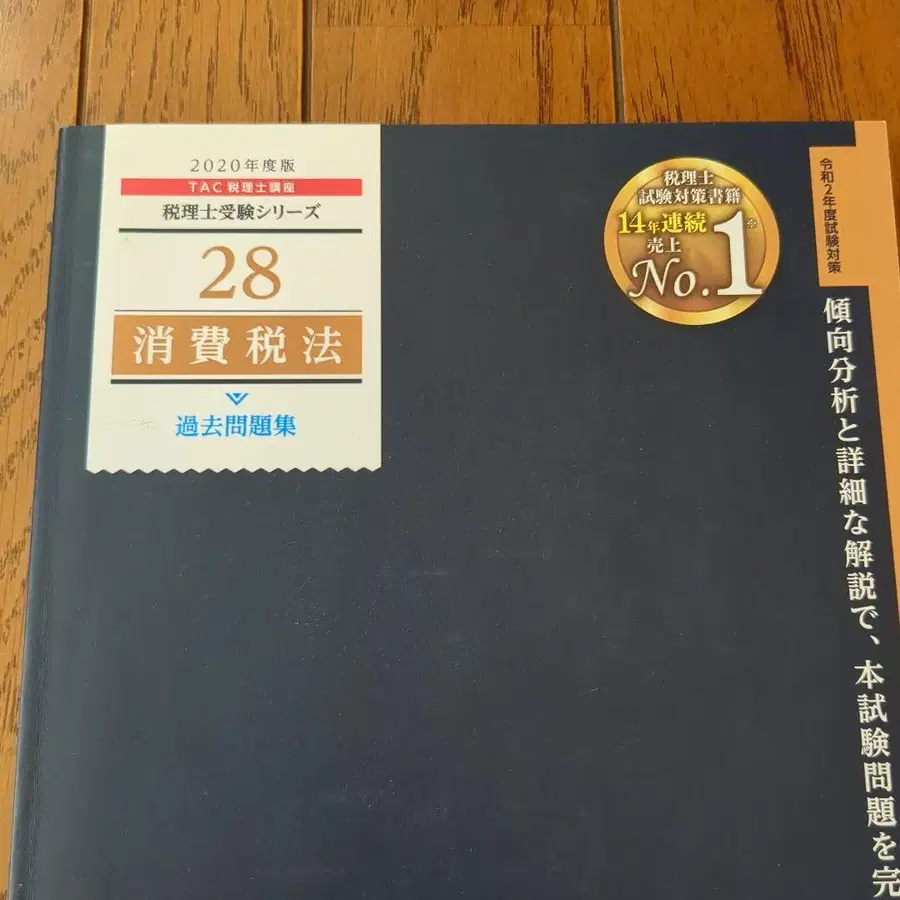 2020年度版
TAC 税理士講座
税理士受験シリーズ
28
消費税法
過去問題集
税理士
試験対策書籍
14年連続
売上
No.1※
令和2年度試験対策
傾向分析と詳細な解説で、本試験問題を完